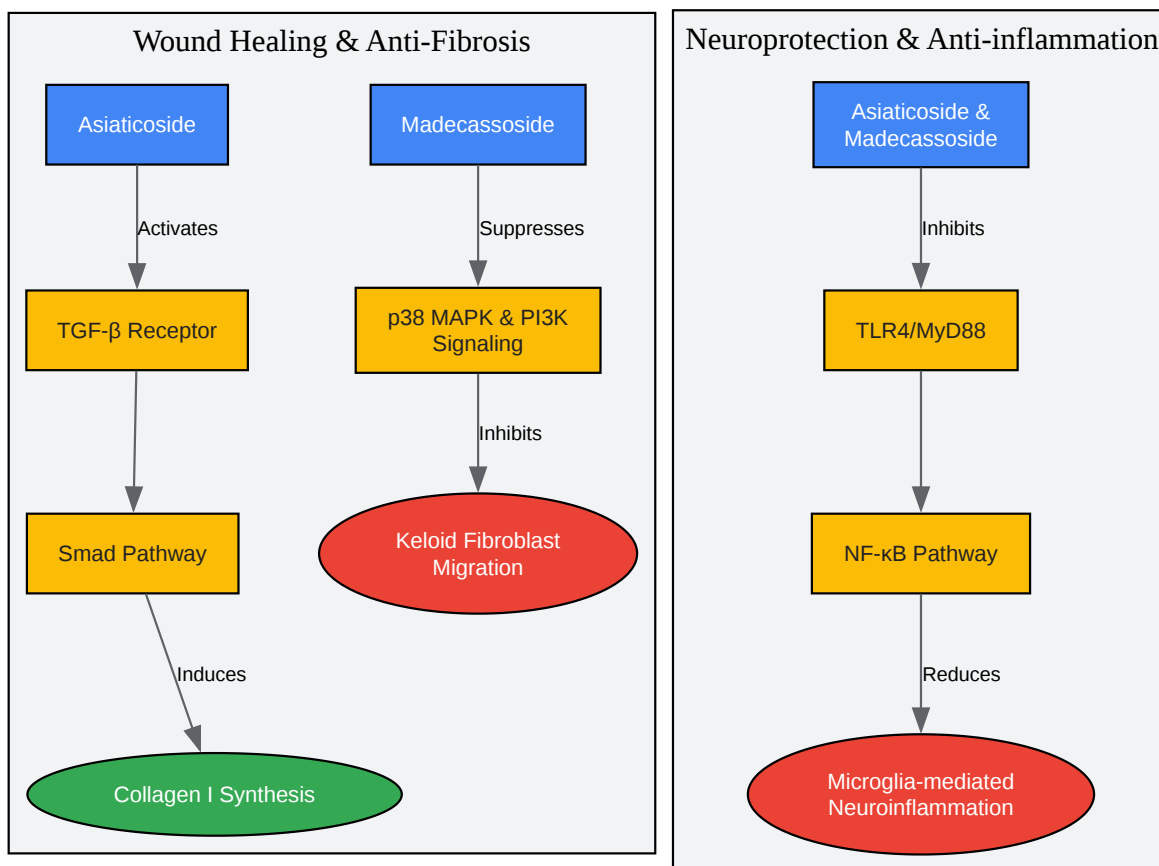 Wound Healing & Anti-Fibrosis
Asiaticoside
Activates
TGF-β Receptor
Smad Pathway
Induces
Collagen I Synthesis
Madecassoside
Suppresses
p38 MAPK & PI3K
Signaling
Inhibits
Keloid Fibroblast
Migration
Neuroprotection & Anti-inflammation
Asiaticoside &
Madecassoside
Inhibits
TLR4/MyD88
NF-κB Pathway
Reduces
Microglia-mediated
Neuroinflammation